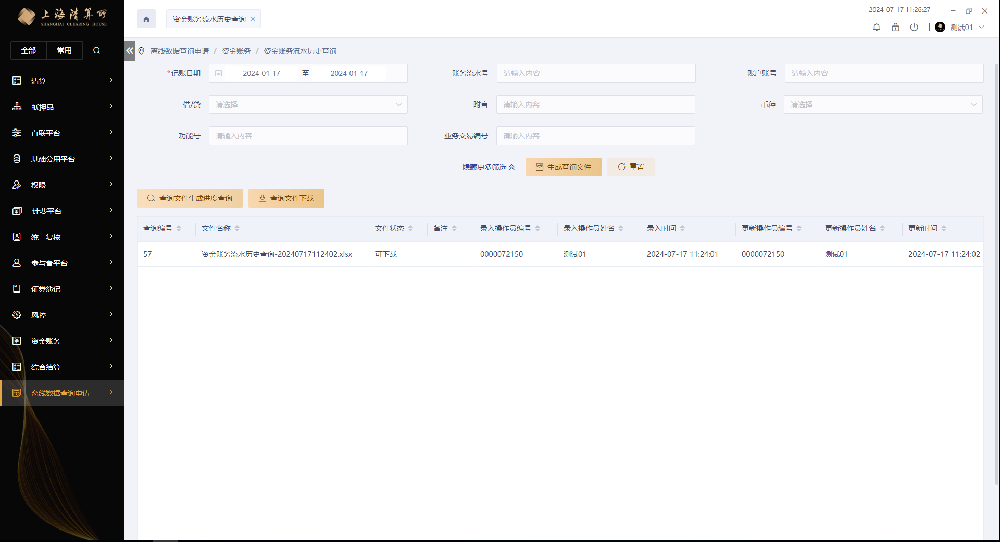 上海清算所
SHANGHAI CLEARING HOUSE
资金账务流水历史查询
2024-07-17 11:26:27
测试01
全部
常用
离线数据查询申请 / 资金账务 / 资金账务流水历史查询
清算
抵押品
直联平台
基础公用平台
权限
计费平台
统一复核
参与者平台
证券簿记
风控
资金账务
综合结算
离线数据查询申请
*记账日期 2024-01-17 至 2024-01-17 账务流水号 请输入内容 账户账号 请输入内容
借/贷 请选择 附言 请输入内容 币种 请选择
功能号 请输入内容 业务交易编号 请输入内容
隐藏更多筛选 生成查询文件 重置
查询文件生成进度查询 查询文件下载
查询编号 文件名称 文件状态 备注 录入操作员编号 录入操作员姓名 录入时间 更新操作员编号 更新操作员姓名 更新时间
57 资金账务流水历史查询-20240717112402.xlsx 可下载 0000072150 测试01 2024-07-17 11:24:01 0000072150 测试01 2024-07-17 11:24:02